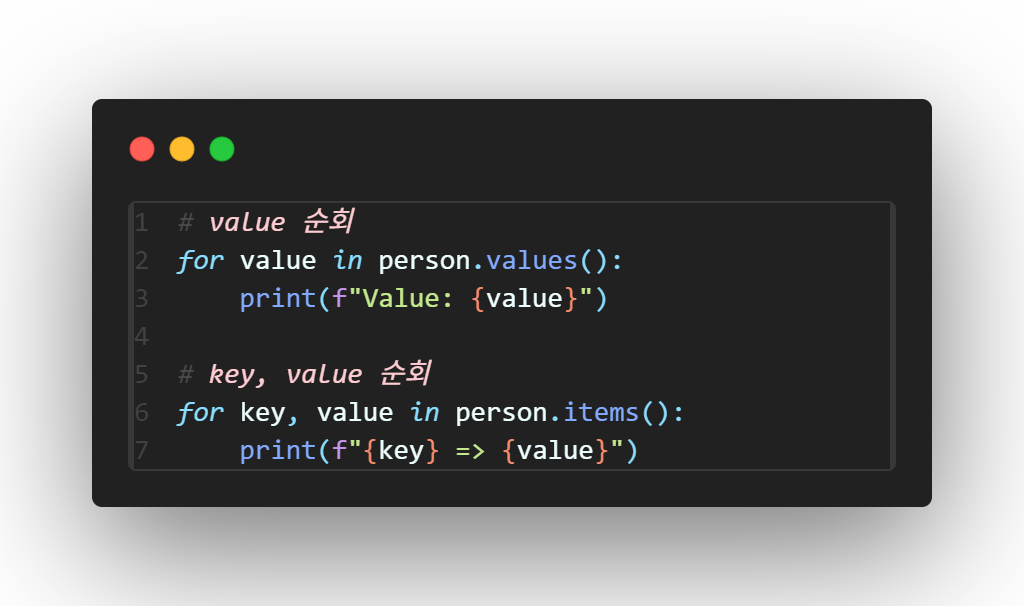 1 # value 순회
2 for value in person.values():
3     print(f"Value: {value}")
4
5 # key, value 순회
6 for key, value in person.items():
7     print(f"{key} => {value}")